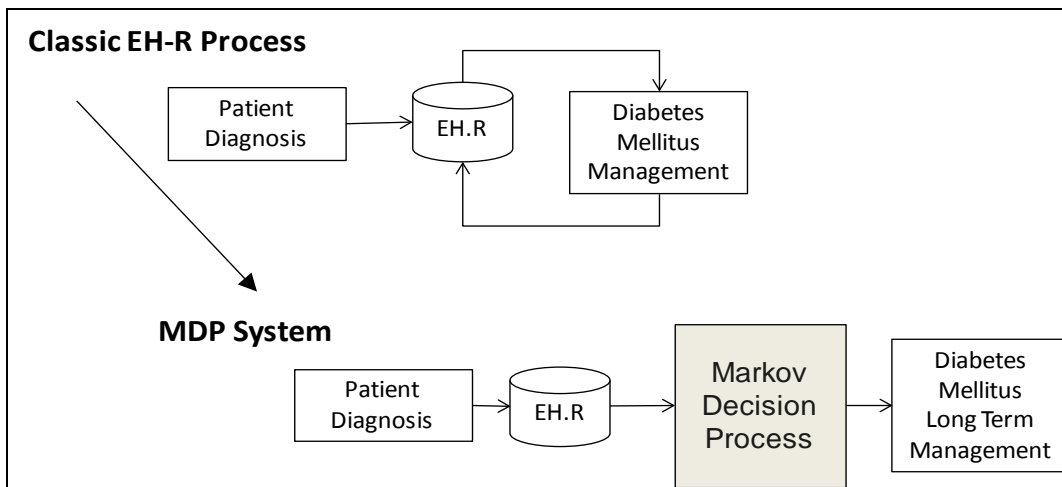 Classic EH-R Process
Patient
Diagnosis
EH.R
Diabetes
Mellitus
Management
MDP System
Patient
Diagnosis
EH.R
Markov
Decision
Process
Diabetes
Mellitus
Long Term
Management